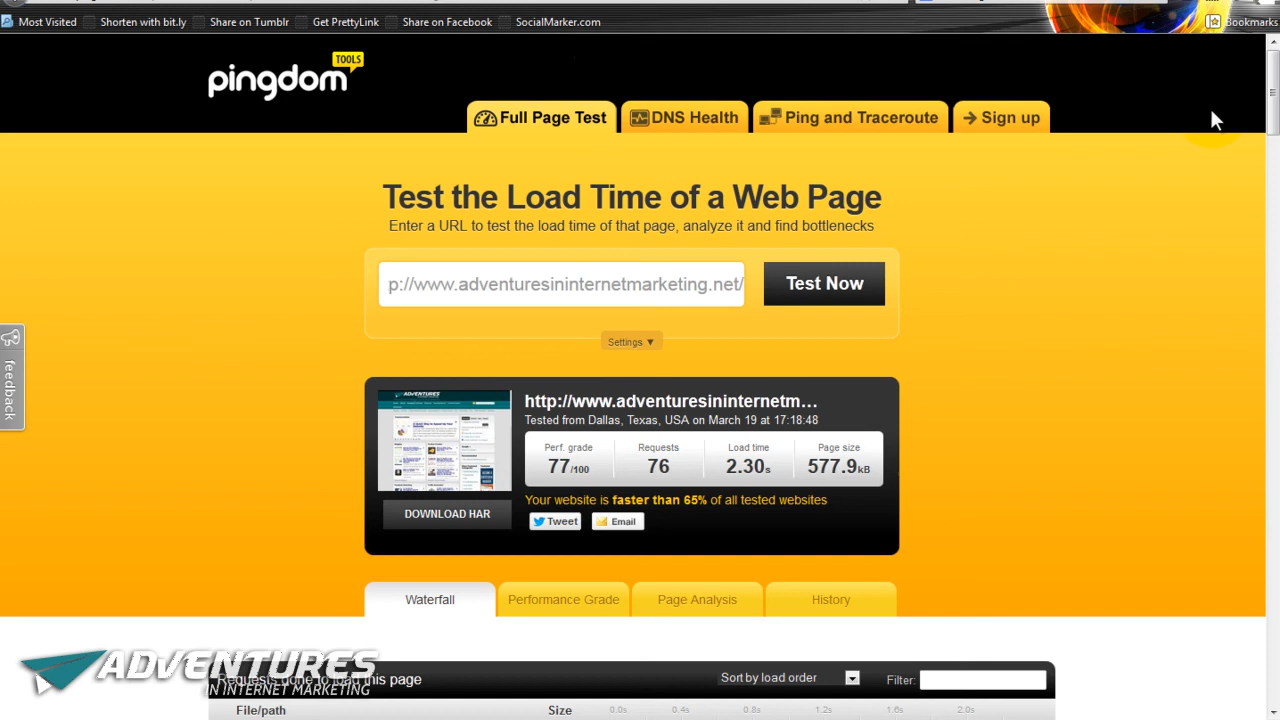 Most Visited Shorten with bit.ly Share on Tumblr Get PrettyLink Share on Facebook SocialMarker.com Bookmarks
pingdom TOOLS
Full Page Test DNS Health Ping and Traceroute Sign up
Test the Load Time of a Web Page
Enter a URL to test the load time of that page, analyze it and find bottlenecks
p://www.adventuresininternetmarketing.net/ Test Now
Settings ▼
feedback
ADVENTURES
http://www.adventuresininternetm...
Tested from Dallas, Texas, USA on March 19 at 17:18:48
Perf. grade Requests Load time Page size
77/100 76 2.30s 577.9kB
Your website is faster than 65% of all tested websites
DOWNLOAD HAR Tweet Email
Waterfall Performance Grade Page Analysis History
ADVENTURES
IN INTERNET MARKETING
Requests done to load this page Sort by load order Filter:
File/path Size 0.0s 0.4s 0.8s 1.2s 1.6s 2.0s